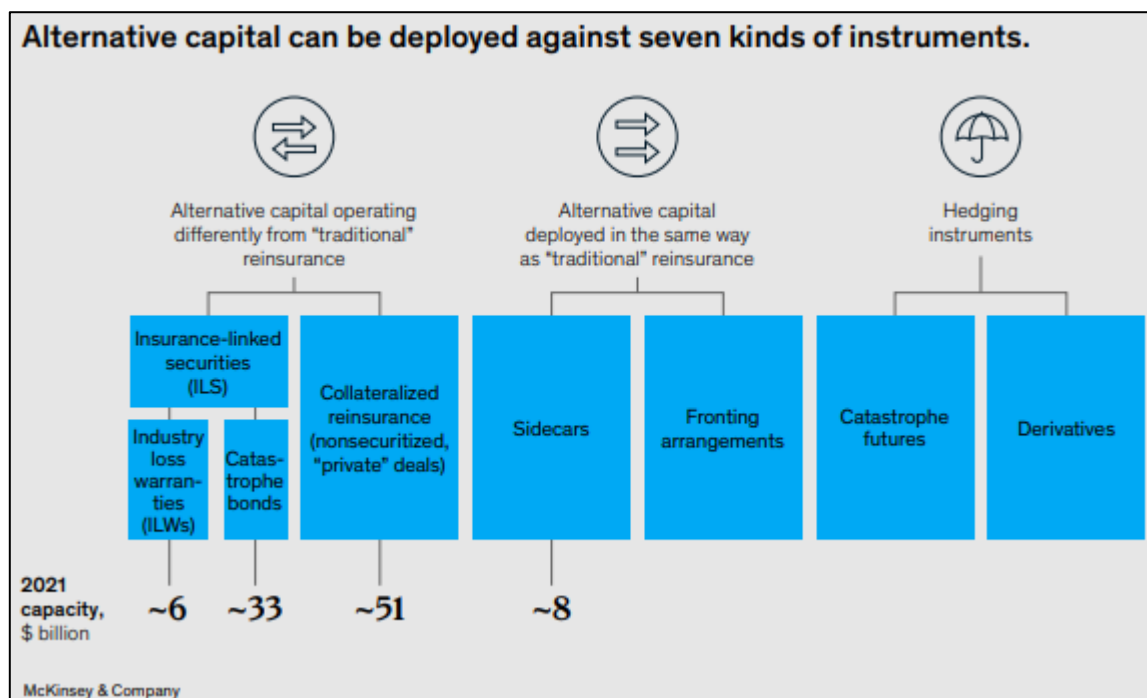 Alternative capital can be deployed against seven kinds of instruments.
Alternative capital operating
differently from “traditional”
reinsurance
Alternative capital
deployed in the same way
as “traditional” reinsurance
Hedging
instruments
Insurance-linked
securities
(ILS)
Industry
loss
warran-
ties
(ILWs)
Catas-
trophe
bonds
Collateralized
reinsurance
(nonsecuritized,
“private” deals)
Sidecars
Fronting
arrangements
Catastrophe
futures
Derivatives
2021
capacity,
$ billion
~6
~33
~51
~8
McKinsey & Company